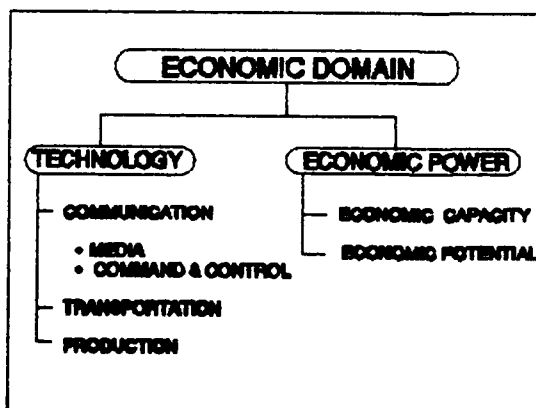 ECONOMIC DOMAIN
TECHNOLOGY
COMMUNICATION
• MEDIA
• COMMAND & CONTROL
TRANSPORTATION
PRODUCTION
ECONOMIC POWER
ECONOMIC CAPACITY
ECONOMIC POTENTIAL